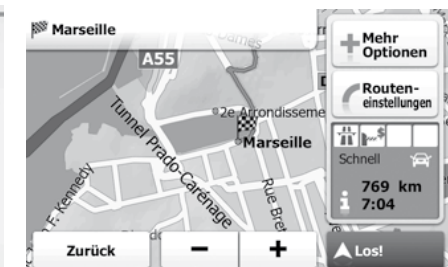 Marseille
Dames
A55
Mehr
Optionen
Routen-
einstellungen
2e Arrondisseme
Marseille
Tunnel Prado-Carénage
F. Kennedy
Rue Bre
$
Schnell
769 km
7:04
Zurück
−
+
Los!